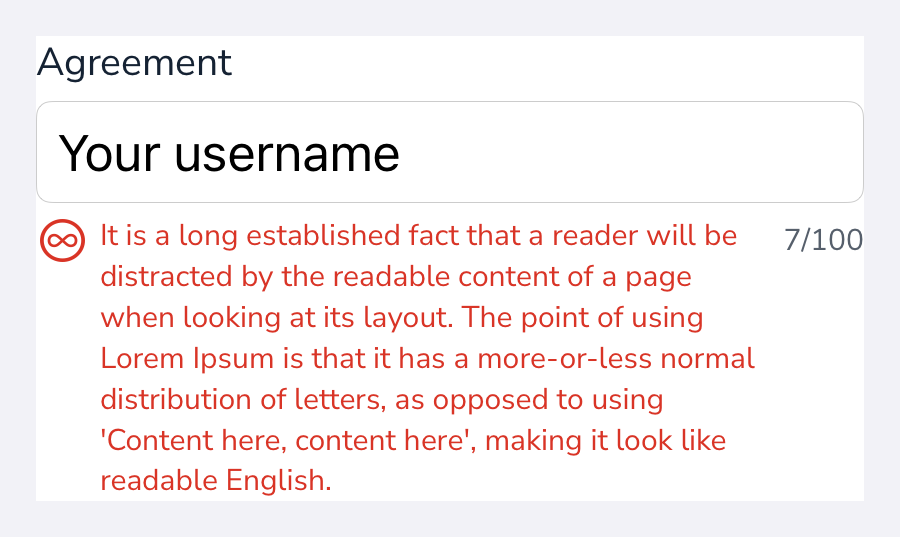 Agreement
Your username
It is a long established fact that a reader will be
7/100
distracted by the readable content of a page
when looking at its layout. The point of using
Lorem Ipsum is that it has a more-or-less normal
distribution of letters, as opposed to using
'Content here, content here', making it look like
readable English.